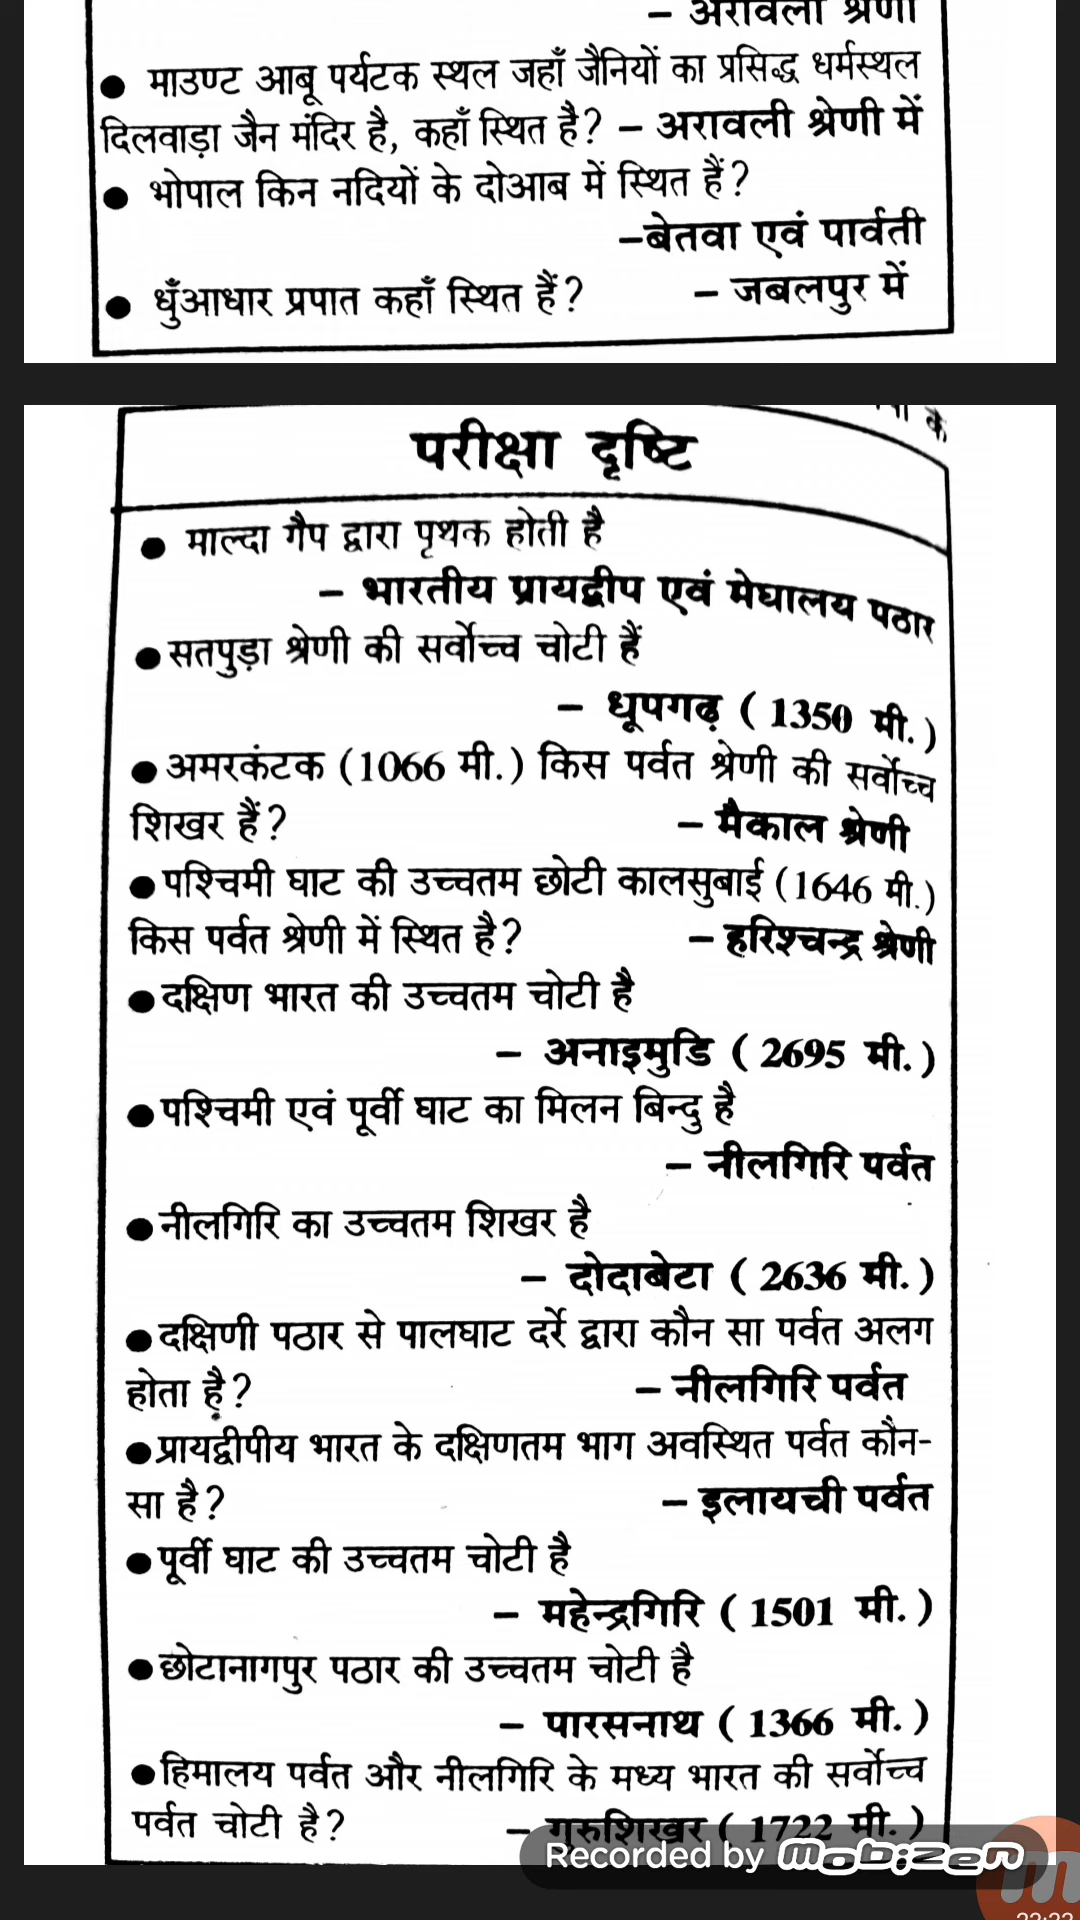 – अरावली श्रेणी
● माउण्ट आबू पर्यटक स्थल जहाँ जैनियों का प्रसिद्ध धर्मस्थल
दिलवाड़ा जैन मंदिर है, कहाँ स्थित है? – अरावली श्रेणी में
● भोपाल किन नदियों के दोआब में स्थित हैं?
–बेतवा एवं पार्वती
● धुँआधार प्रपात कहाँ स्थित हैं? – जबलपुर में
के
परीक्षा दृष्टि
● माल्दा गैप द्वारा पृथक होती है
– भारतीय प्रायद्वीप एवं मेघालय पठार
● सतपुड़ा श्रेणी की सर्वोच्च चोटी हैं
– धूपगढ़ ( 1350 मी. )
● अमरकंटक (1066 मी.) किस पर्वत श्रेणी की सर्वोच्च
शिखर हैं? – मैकाल श्रेणी
● पश्चिमी घाट की उच्चतम छोटी कालसुबाई (1646 मी.)
किस पर्वत श्रेणी में स्थित है? – हरिश्चन्द्र श्रेणी
● दक्षिण भारत की उच्चतम चोटी है
– अनाइमुडि ( 2695 मी. )
● पश्चिमी एवं पूर्वी घाट का मिलन बिन्दु है
– नीलगिरि पर्वत
● नीलगिरि का उच्चतम शिखर है
– दोदाबेटा ( 2636 मी. )
● दक्षिणी पठार से पालघाट दर्रे द्वारा कौन सा पर्वत अलग
होता है? – नीलगिरि पर्वत
● प्रायद्वीपीय भारत के दक्षिणतम भाग अवस्थित पर्वत कौन-
सा है? – इलायची पर्वत
● पूर्वी घाट की उच्चतम चोटी है
– महेन्द्रगिरि ( 1501 मी. )
● छोटानागपुर पठार की उच्चतम चोटी है
– पारसनाथ ( 1366 मी. )
● हिमालय पर्वत और नीलगिरि के मध्य भारत की सर्वोच्च
पर्वत चोटी है? – गुरुशिखर ( 1722 मी. )
Recorded by Mobizen